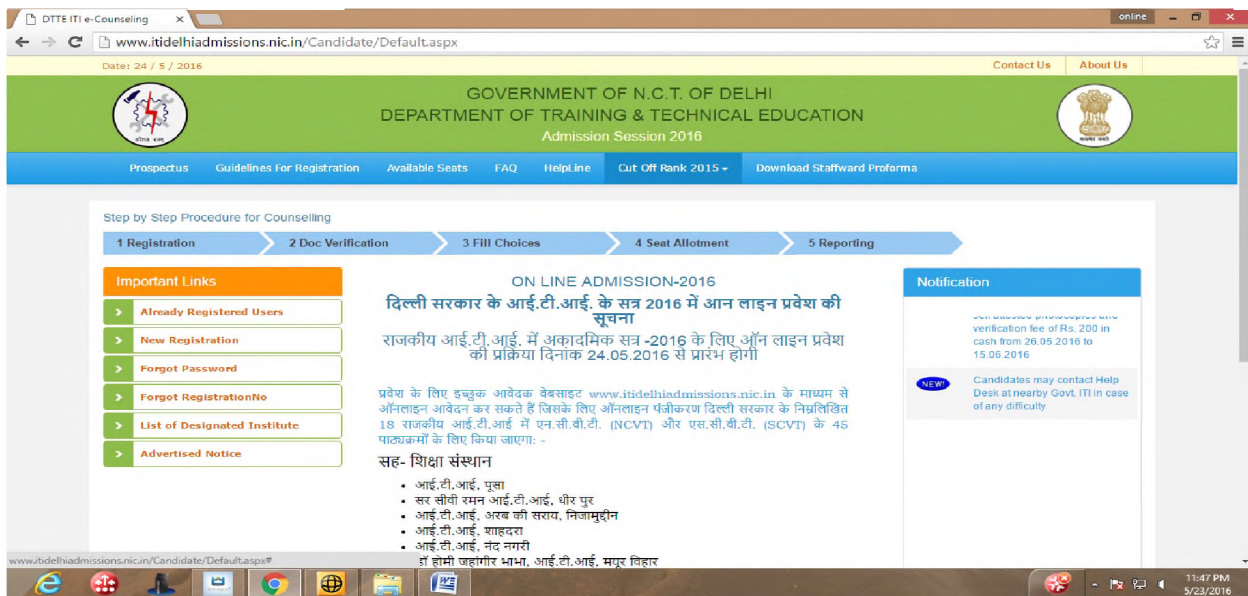 DTTE ITI e-Counseling
online
www.itidelhiadmissions.nic.in/Candidate/Default.aspx
Date: 24 / 5 / 2016
Contact Us
About Us
GOVERNMENT OF N.C.T. OF DELHI
DEPARTMENT OF TRAINING & TECHNICAL EDUCATION
Admission Session 2016
Prospectus
Guidelines For Registration
Available Seats
FAQ
HelpLine
Cut Off Rank 2015
Download Staffward Proforma
Step by Step Procedure for Counselling
1 Registration
2 Doc Verification
3 Fill Choices
4 Seat Allotment
5 Reporting
Important Links
Already Registered Users
New Registration
Forgot Password
Forgot RegistrationNo
List of Designated Institute
Advertised Notice
ON LINE ADMISSION-2016
दिल्ली सरकार के आई.टी.आई. के सत्र 2016 में आन लाइन प्रवेश की
सूचना
राजकीय आई.टी.आई. में अकादमिक सत्र -2016 के लिए ऑन लाइन प्रवेश
की प्रक्रिया दिनांक 24.05.2016 से प्रारंभ होगी
प्रवेश के लिए इच्छुक आवेदक वेबसाइट www.itidelhiadmissions.nic.in के माध्यम से
ऑनलाइन आवेदन कर सकते हैं जिसके लिए ऑनलाइन पंजीकरण दिल्ली सरकार के निम्नलिखित
18 राजकीय आई.टी.आई में एन.सी.वी.टी. (NCVT) और एस.सी.वी.टी. (SCVT) के 45
पाठ्यक्रमों के लिए किया जाएगा: -
सह- शिक्षा संस्थान
• आई.टी.आई, पूसा
• सर सीवी रमन आई.टी.आई, धीर पुर
• आई.टी.आई, अरब की सराय, निजामुद्दीन
• आई.टी.आई, शाहदरा
• आई.टी.आई, नंद नगरी
होमी जहांगीर भाभा, आई.टी.आई, मयूर विहार
Notification
verification fee of Rs. 200 in
cash from 26.05.2016 to
15.06.2016
NEW!
Candidates may contact Help
Desk at nearby Govt. ITI in case
of any difficulty
www.itidelhiadmissions.nic.in/Candidate/Default.aspx#
11:47 PM
5/23/2016